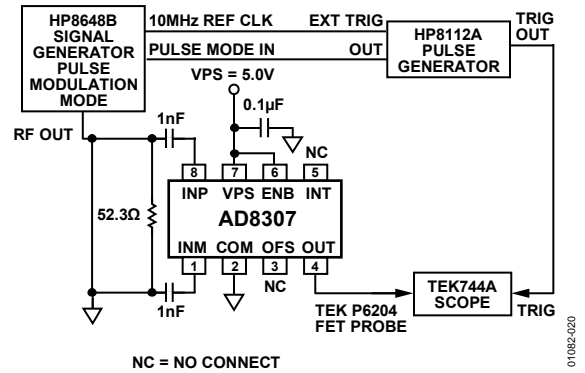 HP8648B
SIGNAL
GENERATOR
PULSE
MODULATION
MODE
10MHz REF CLK
EXT TRIG
PULSE MODE IN
OUT
HP8112A
PULSE
GENERATOR
TRIG
OUT
VPS = 5.0V
0.1µF
1nF
RF OUT
NC
8
7
6
5
INP
VPS
ENB
INT
52.3Ω
AD8307
INM
COM
OFS
OUT
1
2
3
4
NC
1nF
TEK P6204
FET PROBE
TEK744A
SCOPE
TRIG
NC = NO CONNECT
01082-020